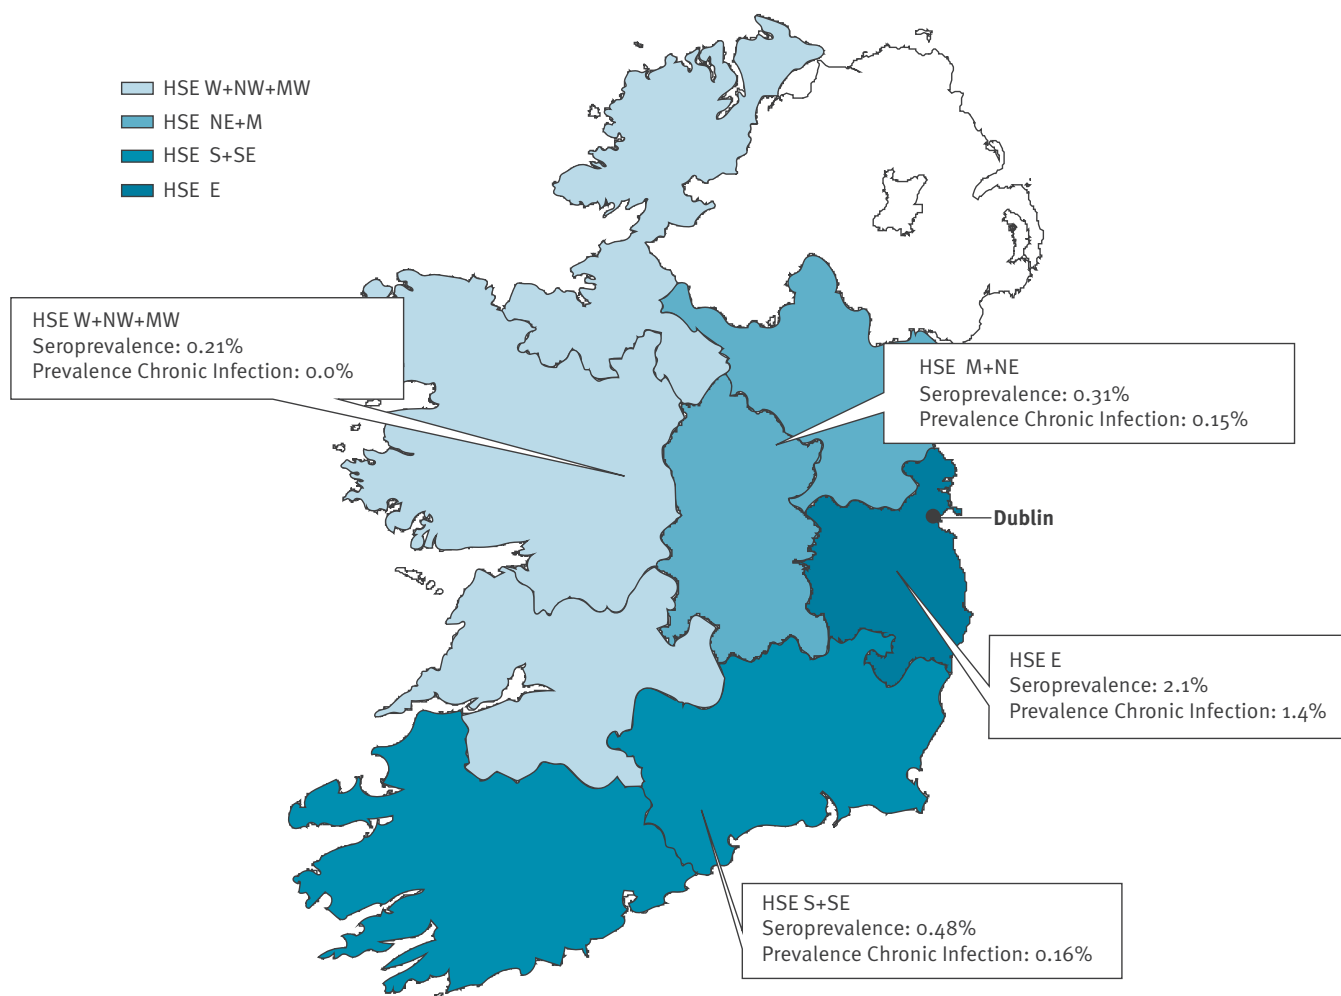 HSE W+NW+MW
HSE NE+M
HSE S+SE
HSE E
HSE W+NW+MW
Seroprevalence: 0.21%
Prevalence Chronic Infection: 0.0%
HSE M+NE
Seroprevalence: 0.31%
Prevalence Chronic Infection: 0.15%
Dublin
HSE E
Seroprevalence: 2.1%
Prevalence Chronic Infection: 1.4%
HSE S+SE
Seroprevalence: 0.48%
Prevalence Chronic Infection: 0.16%